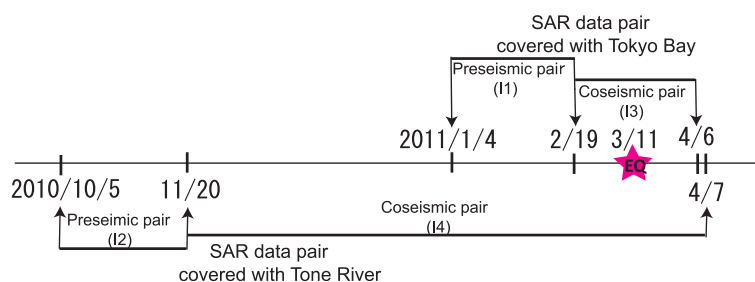 SAR data pair
covered with Tokyo Bay
Preseismic pair
(I1)
Coseismic pair
(I3)
2011/1/4
2/19
3/11
4/6
EQ
2010/10/5
11/20
4/7
Preseimic pair
(I2)
Coseismic pair
(I4)
SAR data pair
covered with Tone River